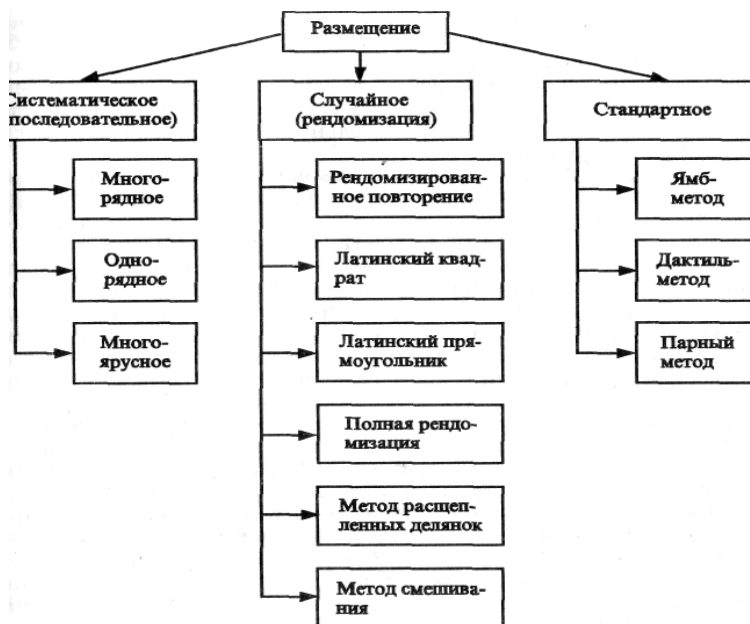 Размещение
Систематическое
последовательное)
Много-
рядное
Одно-
рядное
Много-
ярусное
Случайное
(рендомизация)
Рендомизирован-
ное повторение
Латинский квад-
рат
Латинский пря-
моугольник
Полная рендо-
мизация
Метод расщеп-
ленных делянок
Метод смешива-
ния
Стандартное
Ямб-
метод
Дактиль-
метод
Парный
метод